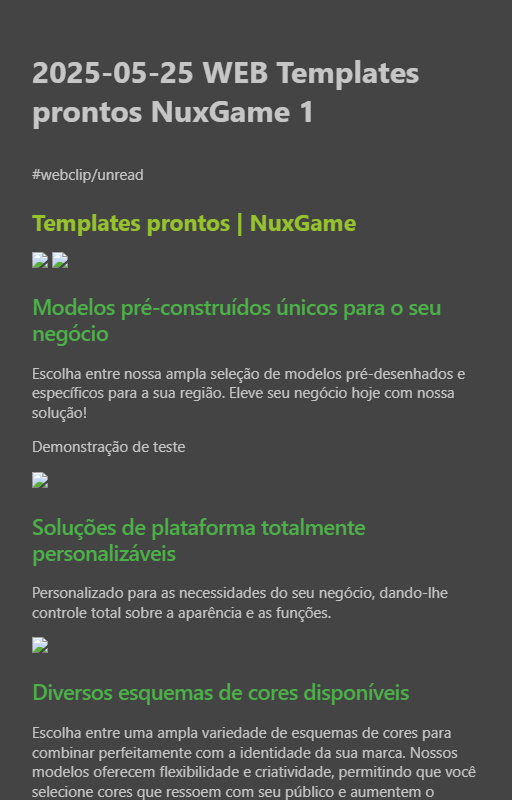 2025-05-25 WEB Templates
prontos NuxGame 1
#webclip/unread
Templates prontos | NuxGame
Modelos pré-construídos únicos para o seu
negócio
Escolha entre nossa ampla seleção de modelos pré-desenhados e
específicos para a sua região. Eleve seu negócio hoje com nossa
solução!
Demonstração de teste
Soluções de plataforma totalmente
personalizáveis
Personalizado para as necessidades do seu negócio, dando-lhe
controle total sobre a aparência e as funções.
Diversos esquemas de cores disponíveis
Escolha entre uma ampla variedade de esquemas de cores para
combinar perfeitamente com a identidade da sua marca. Nossos
modelos oferecem flexibilidade e criatividade, permitindo que você
selecione cores que ressoem com seu público e aumentem o